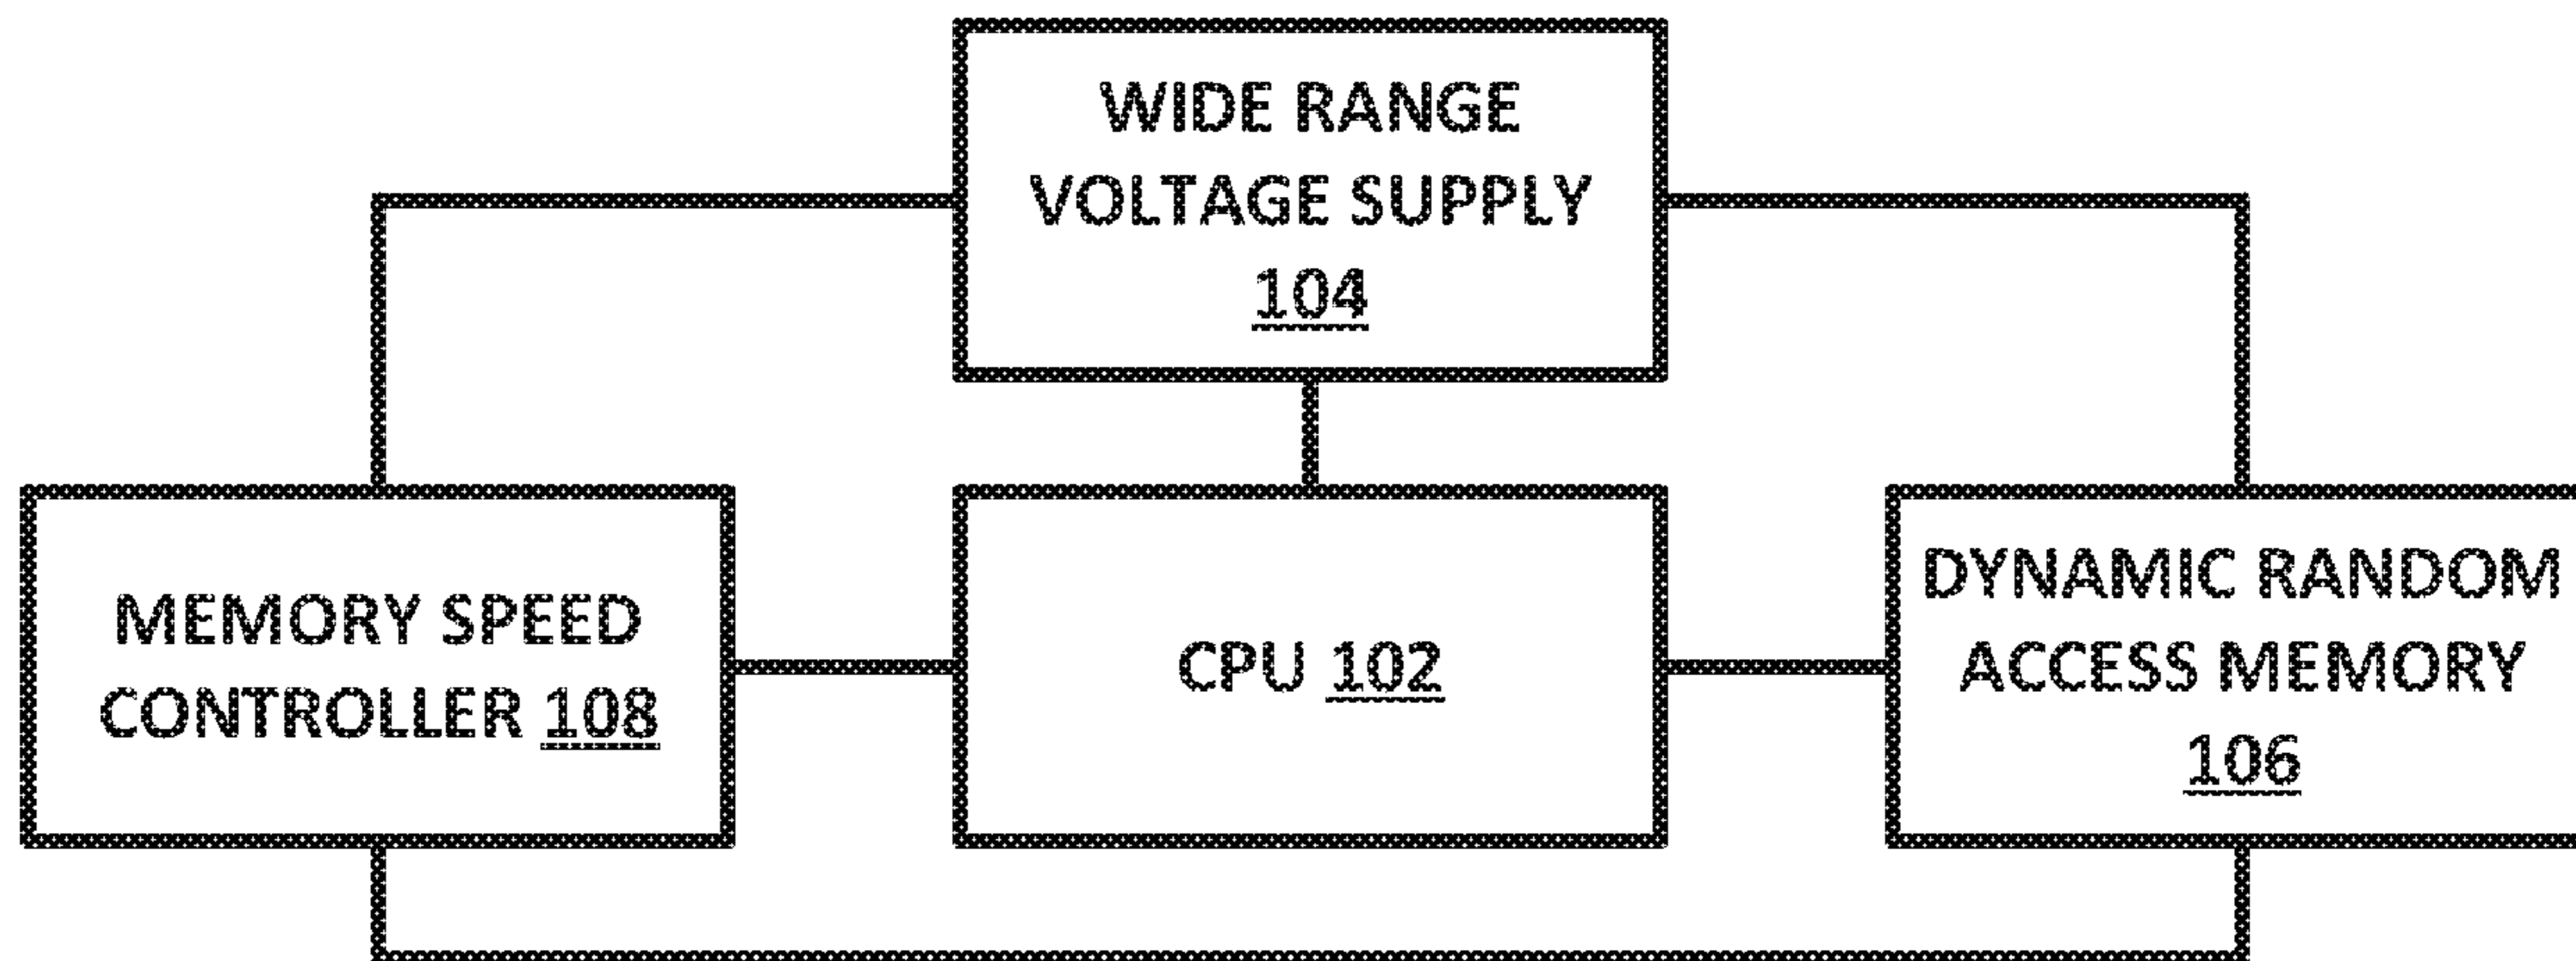 WIDE RANGE
VOLTAGE SUPPLY
104
MEMORY SPEED
CONTROLLER 108
CPU 102
DYNAMIC RANDOM
ACCESS MEMORY
106